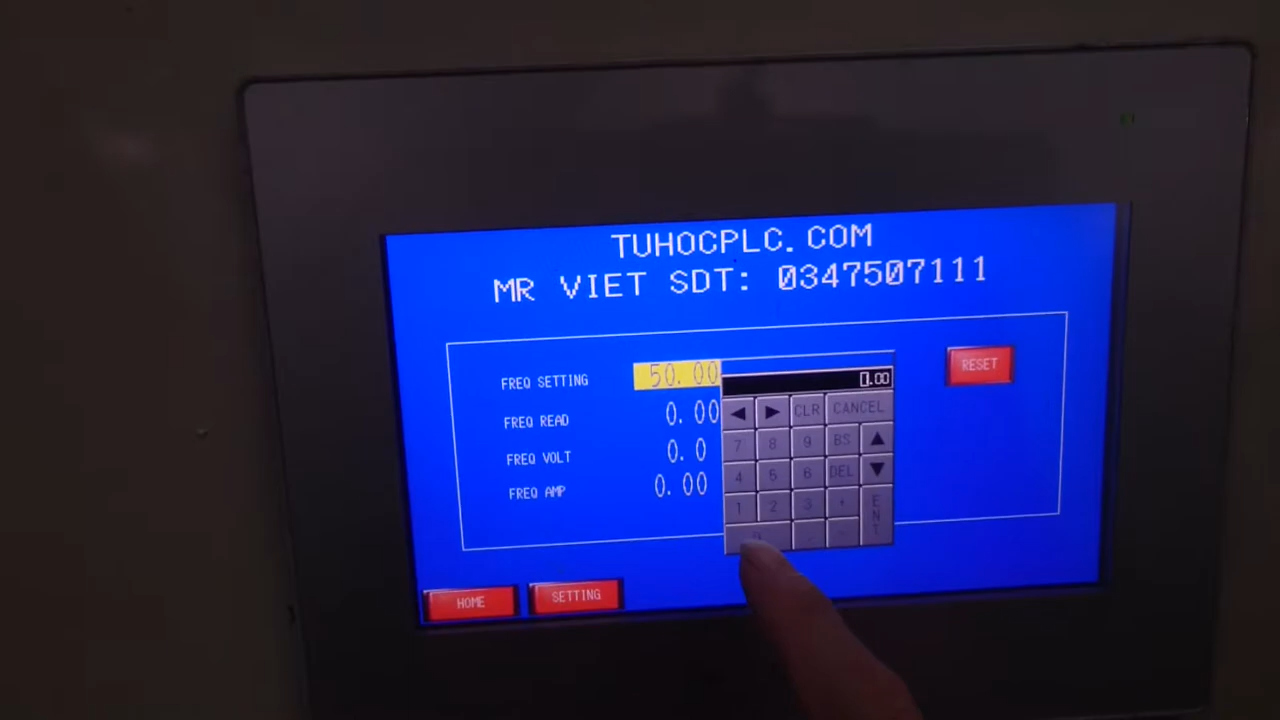 TUHOCPLC.COM
MR VIET SDT: 0347507111
FREQ SETTING 50.00
FREQ READ 0.00
FREQ VOLT 0.0
FREQ AMP 0.00
0.00
◀ ▶ CLR CANCEL
7 8 9 BS ▲
4 5 6 DEL ▼
1 2 3 + ENT
0 . -
RESET
HOME SETTING